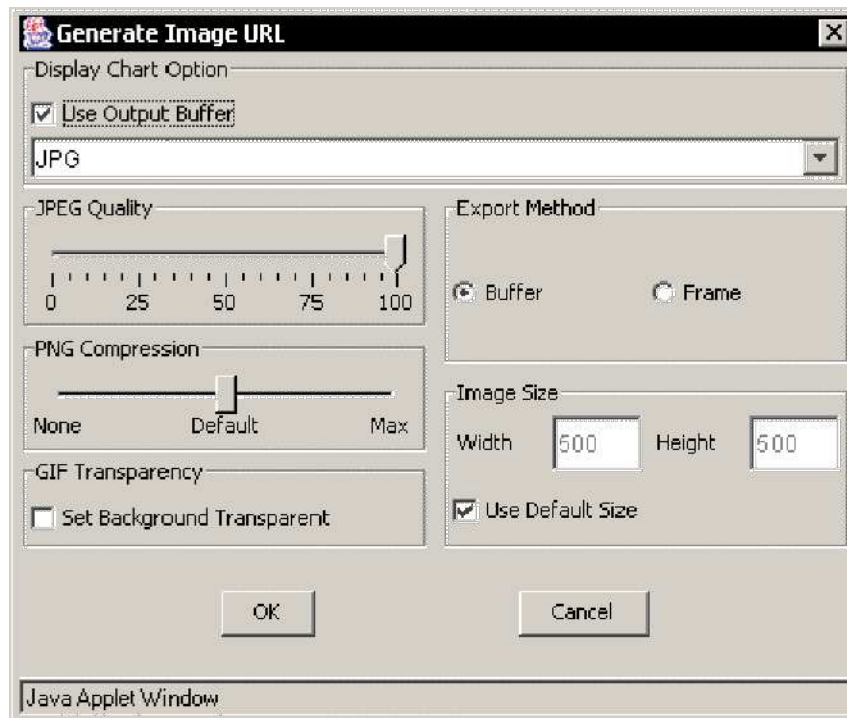 Generate Image URL
Display Chart Option
Use Output Buffer
JPG
JPEG Quality
0 25 50 75 100
Export Method
Buffer Frame
PNG Compression
None Default Max
Image Size
Width 500 Height 500
Use Default Size
GIF Transparency
Set Background Transparent
OK Cancel
Java Applet Window